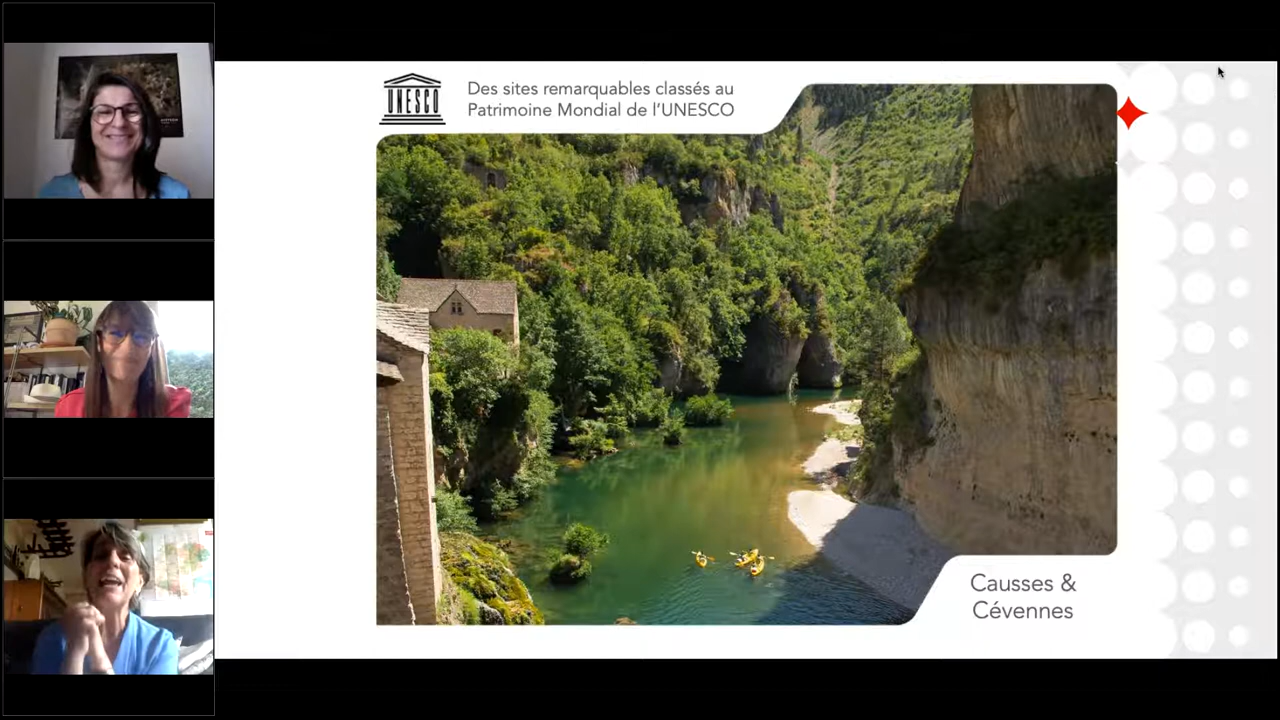 UNESCO
Des sites remarquables classés au
Patrimoine Mondial de l'UNESCO
Causses &
Cévennes